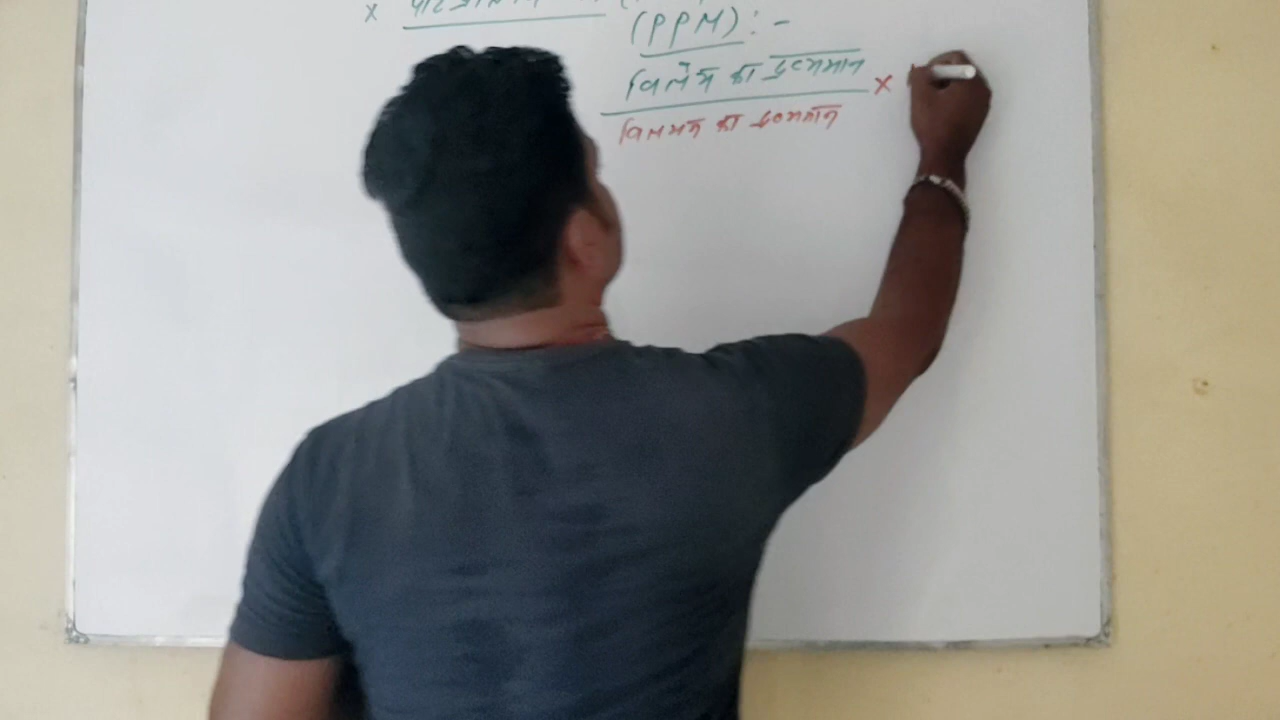 ×
(PPM):-
विलेय का द्रव्यमान ×
विलयन का द्रव्यमान